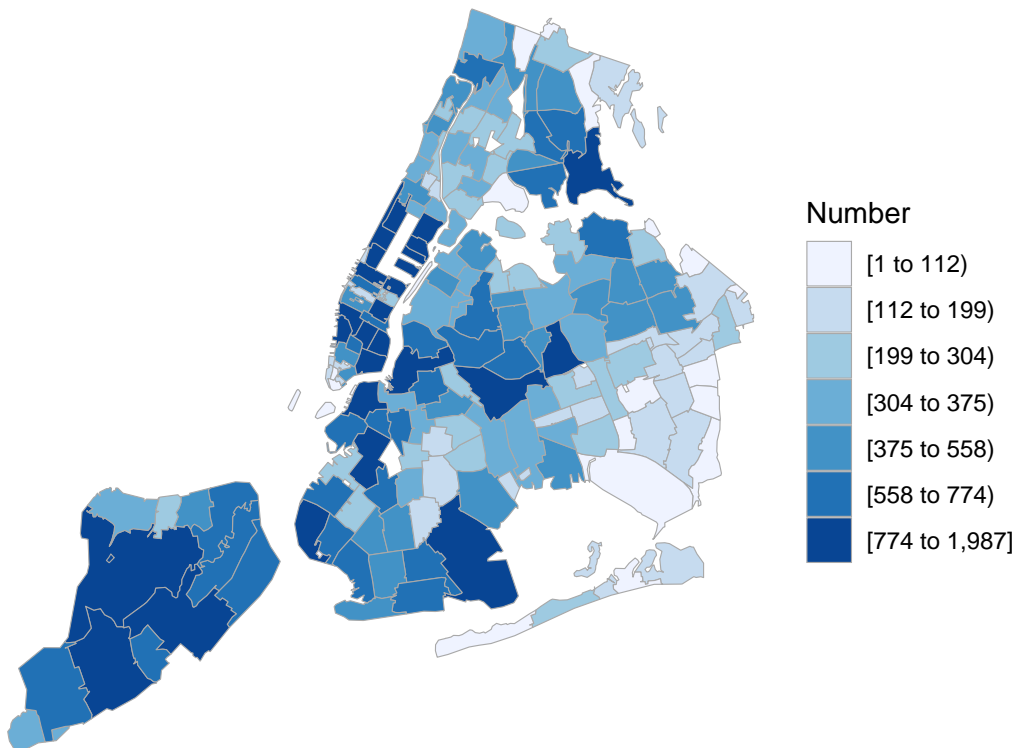 Number
[1 to 112)
[112 to 199)
[199 to 304)
[304 to 375)
[375 to 558)
[558 to 774)
[774 to 1,987]